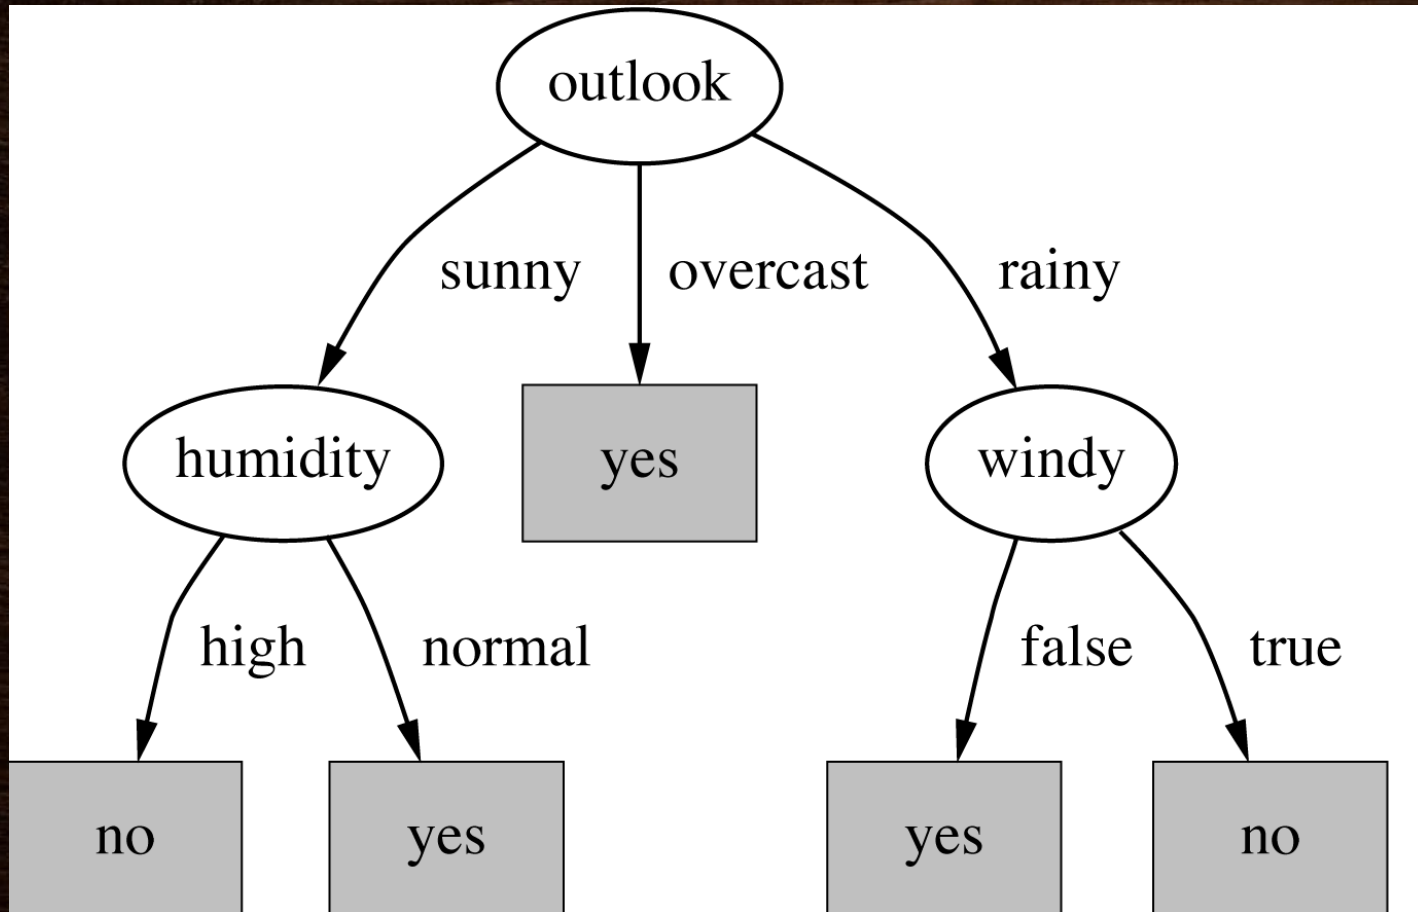 outlook
sunny overcast rainy
humidity yes windy
high normal false true
no yes yes no